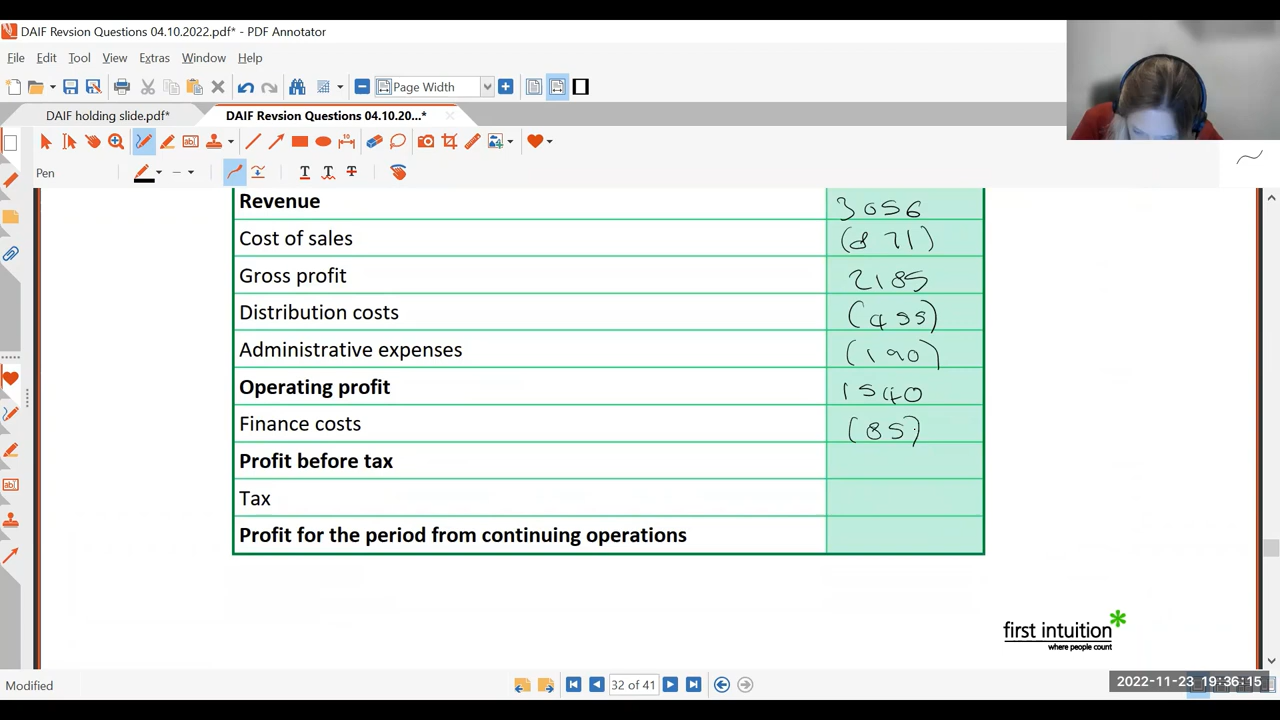 DAIF Revsion Questions 04.10.2022.pdf* - PDF Annotator
File Edit Tool View Extras Window Help
Page Width
DAIF holding slide.pdf*
DAIF Revsion Questions 04.10.20...*
Pen
Revenue 3056
Cost of sales (871)
Gross profit 2185
Distribution costs (455)
Administrative expenses (190)
Operating profit 1540
Finance costs (85)
Profit before tax
Tax
Profit for the period from continuing operations
first intuition
where people count
Modified
32 of 41
2022-11-23 19:36:15